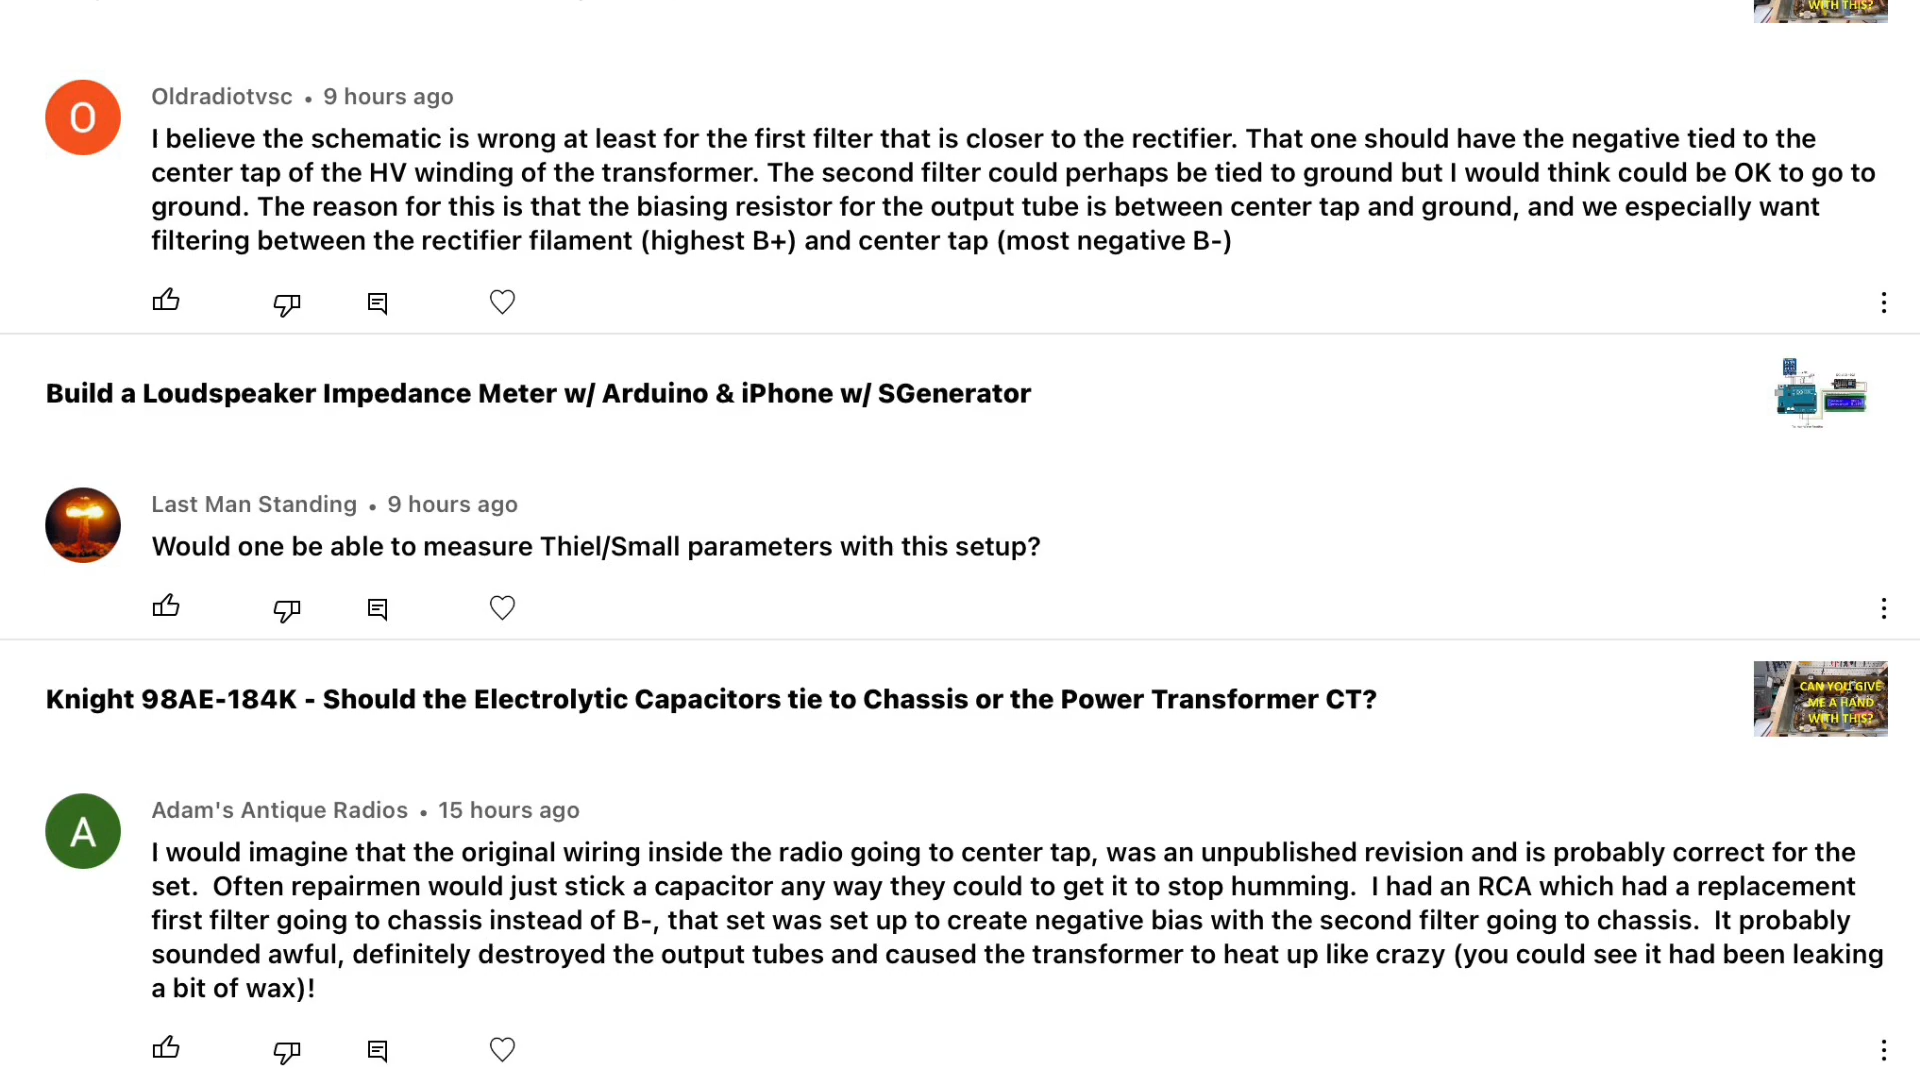 WITH THIS?
O
Oldradiotvsc • 9 hours ago
I believe the schematic is wrong at least for the first filter that is closer to the rectifier. That one should have the negative tied to the
center tap of the HV winding of the transformer. The second filter could perhaps be tied to ground but I would think could be OK to go to
ground. The reason for this is that the biasing resistor for the output tube is between center tap and ground, and we especially want
filtering between the rectifier filament (highest B+) and center tap (most negative B-)
Build a Loudspeaker Impedance Meter w/ Arduino & iPhone w/ SGenerator
Last Man Standing • 9 hours ago
Would one be able to measure Thiel/Small parameters with this setup?
Knight 98AE-184K - Should the Electrolytic Capacitors tie to Chassis or the Power Transformer CT?
CAN YOU GIVE
ME A HAND
WITH THIS?
A
Adam's Antique Radios • 15 hours ago
I would imagine that the original wiring inside the radio going to center tap, was an unpublished revision and is probably correct for the
set.  Often repairmen would just stick a capacitor any way they could to get it to stop humming.  I had an RCA which had a replacement
first filter going to chassis instead of B-, that set was set up to create negative bias with the second filter going to chassis.  It probably
sounded awful, definitely destroyed the output tubes and caused the transformer to heat up like crazy (you could see it had been leaking
a bit of wax)!